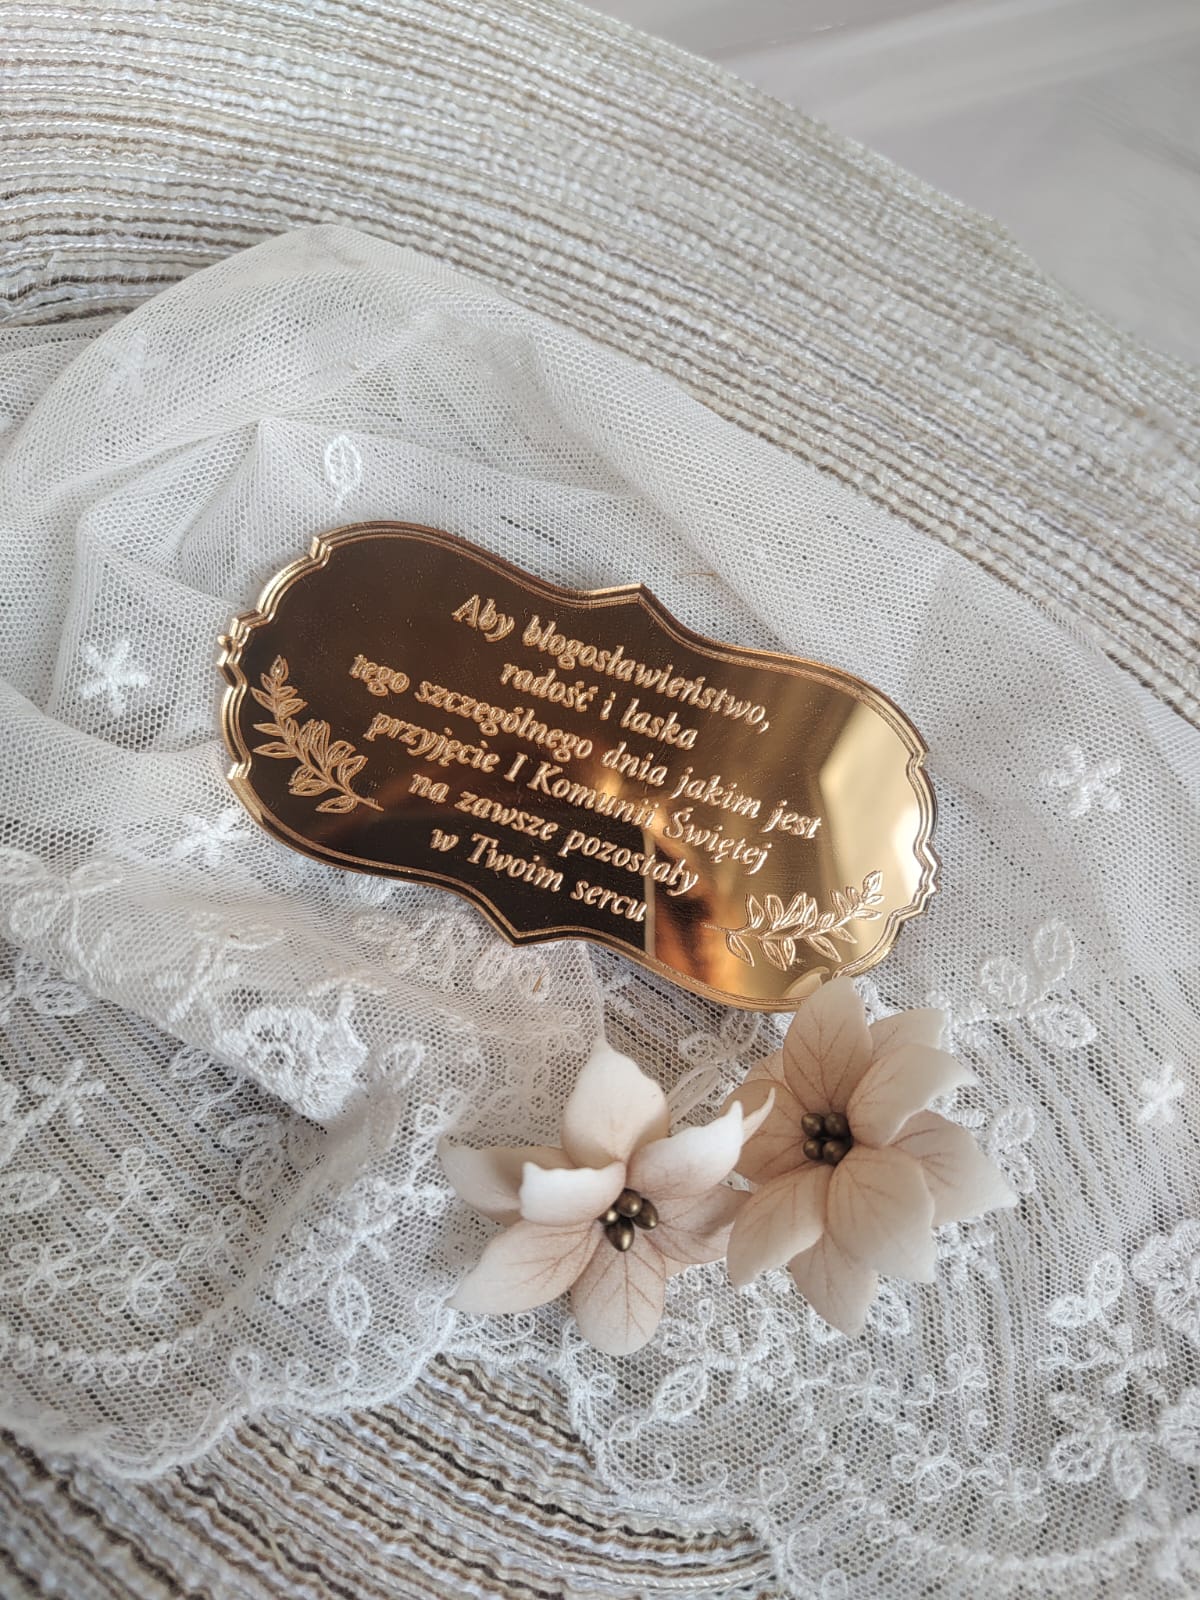 Aby błogosławieństwo,
radość i łaska
tego szczególnego dnia jakim jest
przyjęcie I Komunii Świętej
na zawsze pozostały
w Twoim sercu